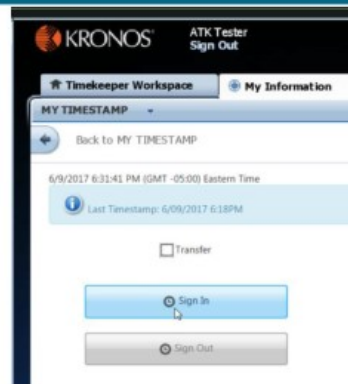 KRONOS
ATK Tester
Sign Out
Timekeeper Workspace
My Information
MY TIMESTAMP
Back to MY TIMESTAMP
6/9/2017 6:31:41 PM (GMT -05:00) Eastern Time
Last Timestamp: 6/09/2017 6:18PM
Transfer
Sign In
Sign Out